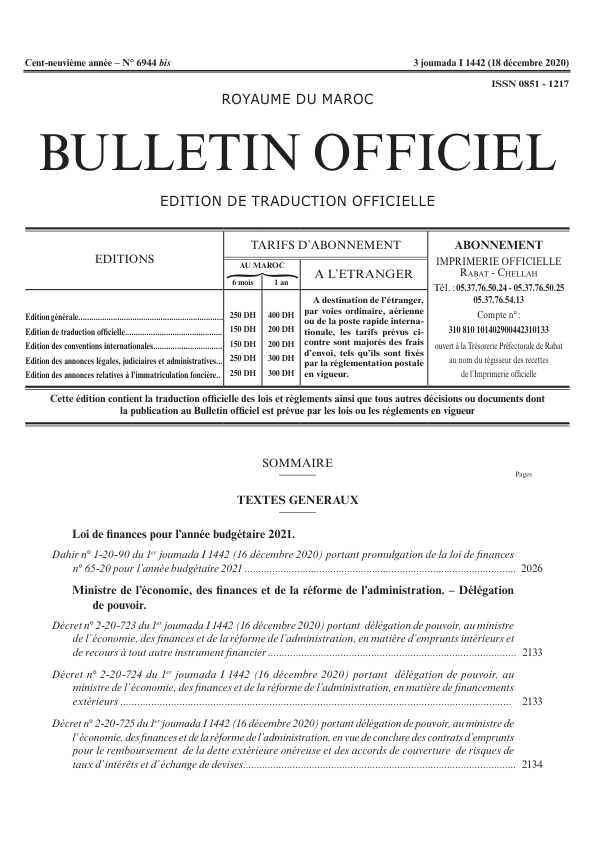 Cent-neuvième année – N° 6944 bis
3 joumada I 1442 (18 décembre 2020)
ISSN 0851 - 1217
ROYAUME DU MAROC
BULLETIN OFFICIEL
EDITION DE TRADUCTION OFFICIELLE
EDITIONS
TARIFS D'ABONNEMENT
AU MAROC
6 mois
1 an
A L'ETRANGER
Edition générale
250 DH
400 DH
Edition de traduction officielle
150 DH
200 DH
Edition des conventions internationales
150 DH
200 DH
Edition des annonces légales, judiciaires et administratives...
250 DH
300 DH
Edition des annonces relatives à l'immatriculation foncière..
250 DH
300 DH
A destination de l'étranger,
par voies ordinaire, aérienne
ou de la poste rapide interna-
tionale, les tarifs prévus ci-
contre sont majorés des frais
d'envoi, tels qu'ils sont fixés
par la réglementation postale
en vigueur.
ABONNEMENT
IMPRIMERIE OFFICIELLE
RABAT - CHELLAH
Tél. : 05.37.76.50.24 - 05.37.76.50.25
05.37.76.54.13
Compte n° :
310 810 101402900442310133
ouvert à la Trésorerie Préfectorale de Rabat
au nom du régisseur des recettes
de l'Imprimerie officielle
Cette édition contient la traduction officielle des lois et règlements ainsi que tous autres décisions ou documents dont
la publication au Bulletin officiel est prévue par les lois ou les réglements en vigueur
SOMMAIRE
Pages
TEXTES GENERAUX
Loi de finances pour l'année budgétaire 2021.
Dahir n° 1-20-90 du 1er joumada I 1442 (16 décembre 2020) portant promulgation de la loi de finances
n° 65-20 pour l'année budgétaire 2021 ... 2026
Ministre de l'économie, des finances et de la réforme de l'administration. – Délégation
de pouvoir.
Décret n° 2-20-723 du 1er joumada I 1442 (16 décembre 2020) portant délégation de pouvoir, au ministre
de l'économie, des finances et de la réforme de l'administration, en matière d'emprunts intérieurs et
de recours à tout autre instrument financier ... 2133
Décret n° 2-20-724 du 1er joumada I 1442 (16 décembre 2020) portant délégation de pouvoir, au
ministre de l'économie, des finances et de la réforme de l'administration, en matière de financements
extérieurs ... 2133
Décret n° 2-20-725 du 1er joumada I 1442 (16 décembre 2020) portant délégation de pouvoir, au ministre de
l'économie, des finances et de la réforme de l'administration, en vue de conclure des contrats d'emprunts
pour le remboursement de la dette extérieure onéreuse et des accords de couverture de risques de
taux d'intérêts et d'échange de devises... 2134